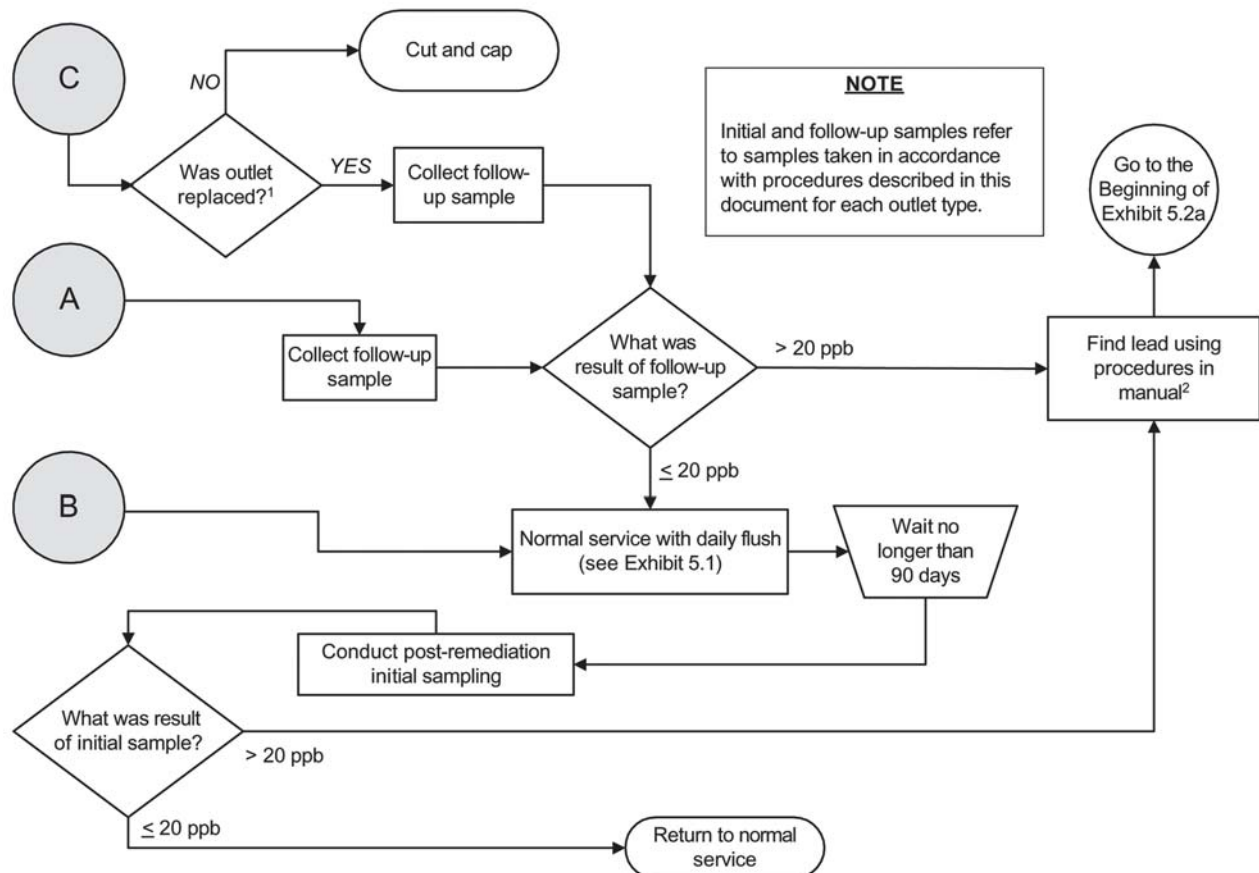 C
NO
Cut and cap
Was outlet
replaced?¹
YES
Collect follow-
up sample
NOTE
Initial and follow-up samples refer
to samples taken in accordance
with procedures described in this
document for each outlet type.
Go to the
Beginning of
Exhibit 5.2a
A
Collect follow-up
sample
What was
result of follow-up
sample?
> 20 ppb
Find lead using
procedures in
manual²
≤ 20 ppb
B
Normal service with daily flush
(see Exhibit 5.1)
Wait no
longer than
90 days
Conduct post-remediation
initial sampling
What was result
of initial sample?
> 20 ppb
≤ 20 ppb
Return to normal
service